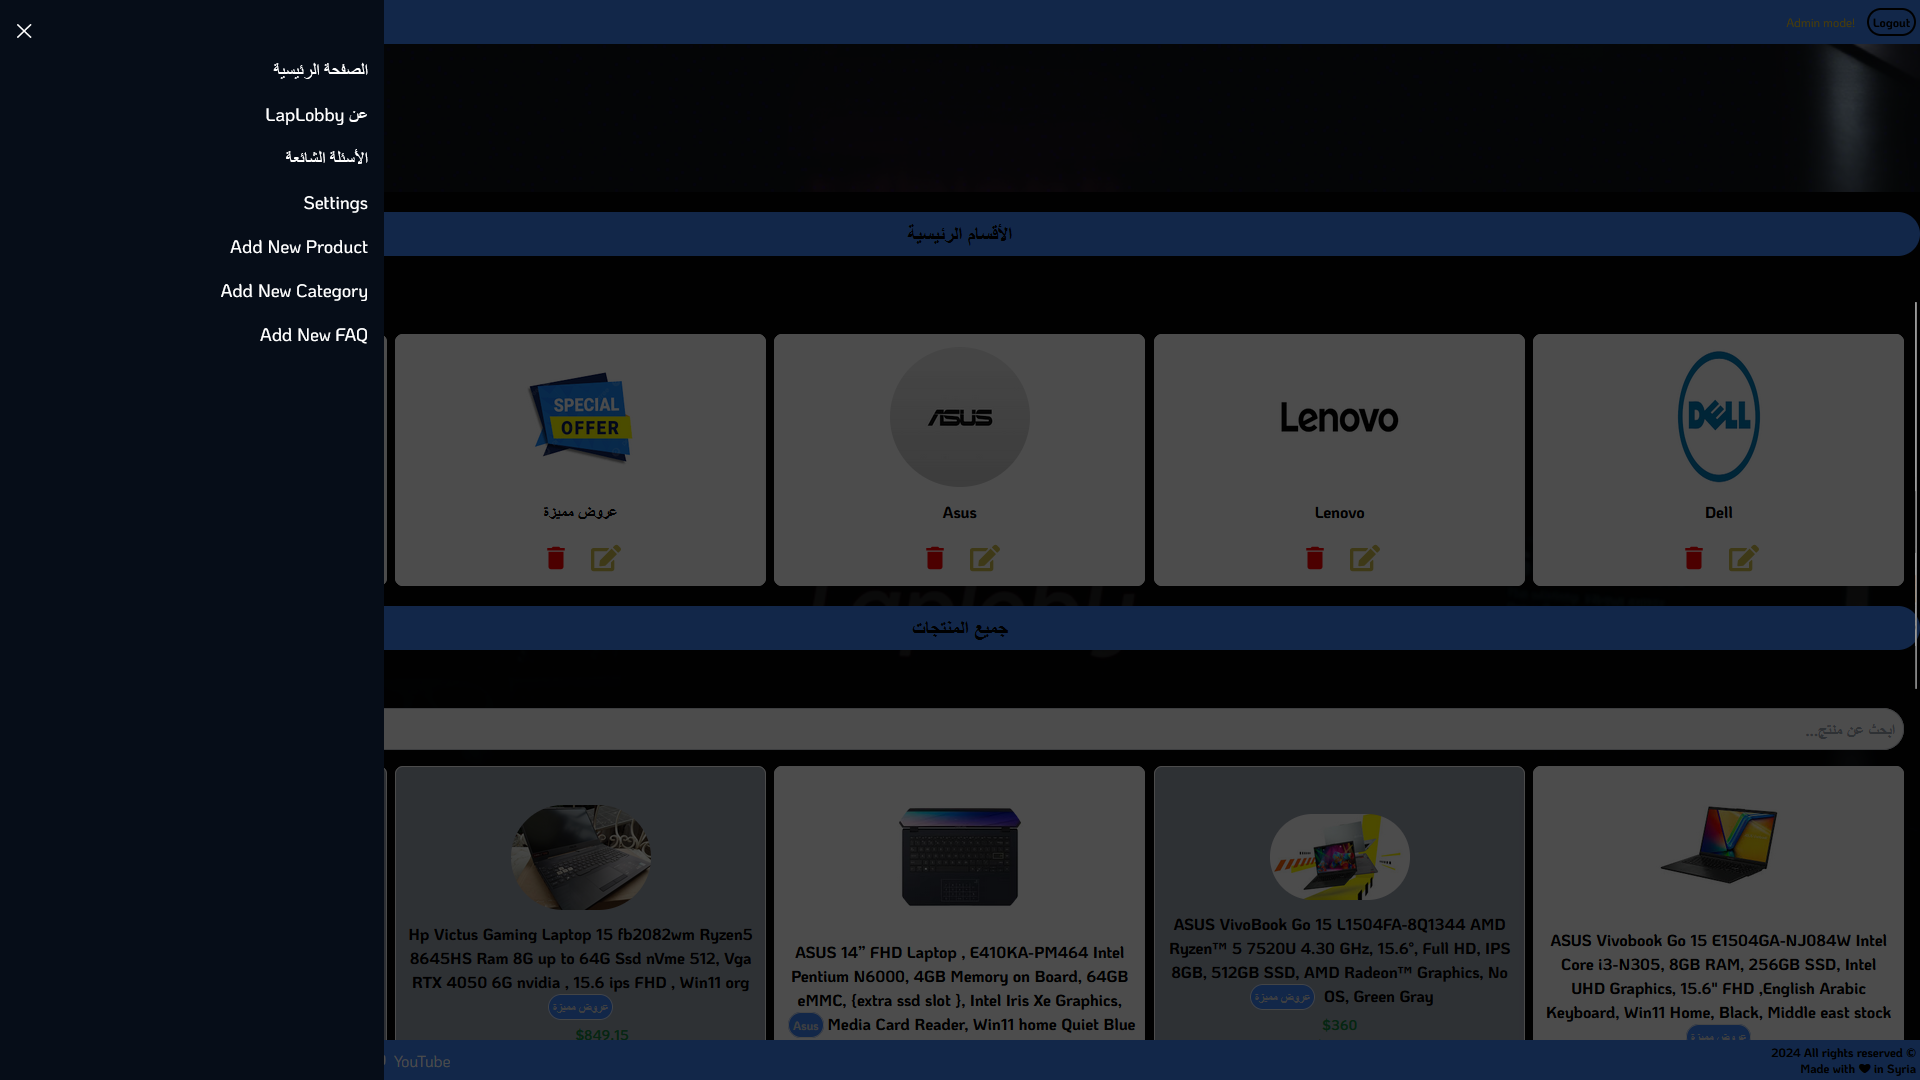 الصفحة الرئيسية
عن LapLobby
الأسئلة الشائعة
Settings
Add New Product
Add New Category
Add New FAQ
Admin mode!
Logout
الأقسام الرئيسية
SPECIAL
OFFER
عروض مميزة
ASUS
Asus
Lenovo
Lenovo
DELL
Dell
Laplobby
جميع المنتجات
ابحث عن منتج...
Hp Victus Gaming Laptop 15 fb2082wm Ryzen5
8645HS Ram 8G up to 64G Ssd nVme 512, Vga
RTX 4050 6G nvidia , 15.6 ips FHD , Win11 org
عروض مميزة
$849.15
ASUS 14” FHD Laptop , E410KA-PM464 Intel
Pentium N6000, 4GB Memory on Board, 64GB
eMMC, {extra ssd slot }, Intel Iris Xe Graphics,
Media Card Reader, Win11 home Quiet Blue
Asus
ASUS VivoBook Go 15 L1504FA-8Q1344 AMD
Ryzen™ 5 7520U 4.30 GHz, 15.6", Full HD, IPS
8GB, 512GB SSD, AMD Radeon™ Graphics, No
OS, Green Gray
عروض مميزة
$360
ASUS Vivobook Go 15 E1504GA-NJ084W Intel
Core i3-N305, 8GB RAM, 256GB SSD, Intel
UHD Graphics, 15.6" FHD ,English Arabic
Keyboard, Win11 Home, Black, Middle east stock
عروض مميزة
YouTube
2024 All rights reserved ©
Made with ♥ in Syria